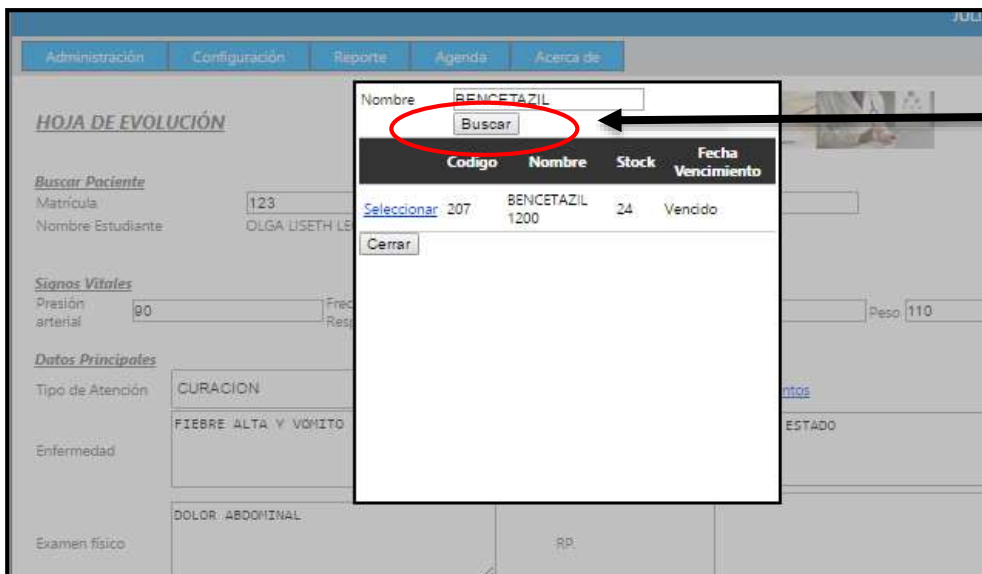 JULI
Administración Configuración Reporte Agenda Acerca de
HOJA DE EVOLUCIÓN
Nombre BENCETAZIL
Buscar
Codigo Nombre Stock Fecha Vencimiento
Seleccionar 207 BENCETAZIL 1200 24 Vencido
Cerrar
Buscar Paciente
Matrícula 123
Nombre Estudiante OLGA LISETH LE
Signos Vitales
Presión arterial 90 Frec Resp Peso 110
Datos Principales
Tipo de Atención CURACION ntos
Enfermedad FIEBRE ALTA Y VOMITO ESTADO
Examen físico DOLOR ABDOMINAL RP.